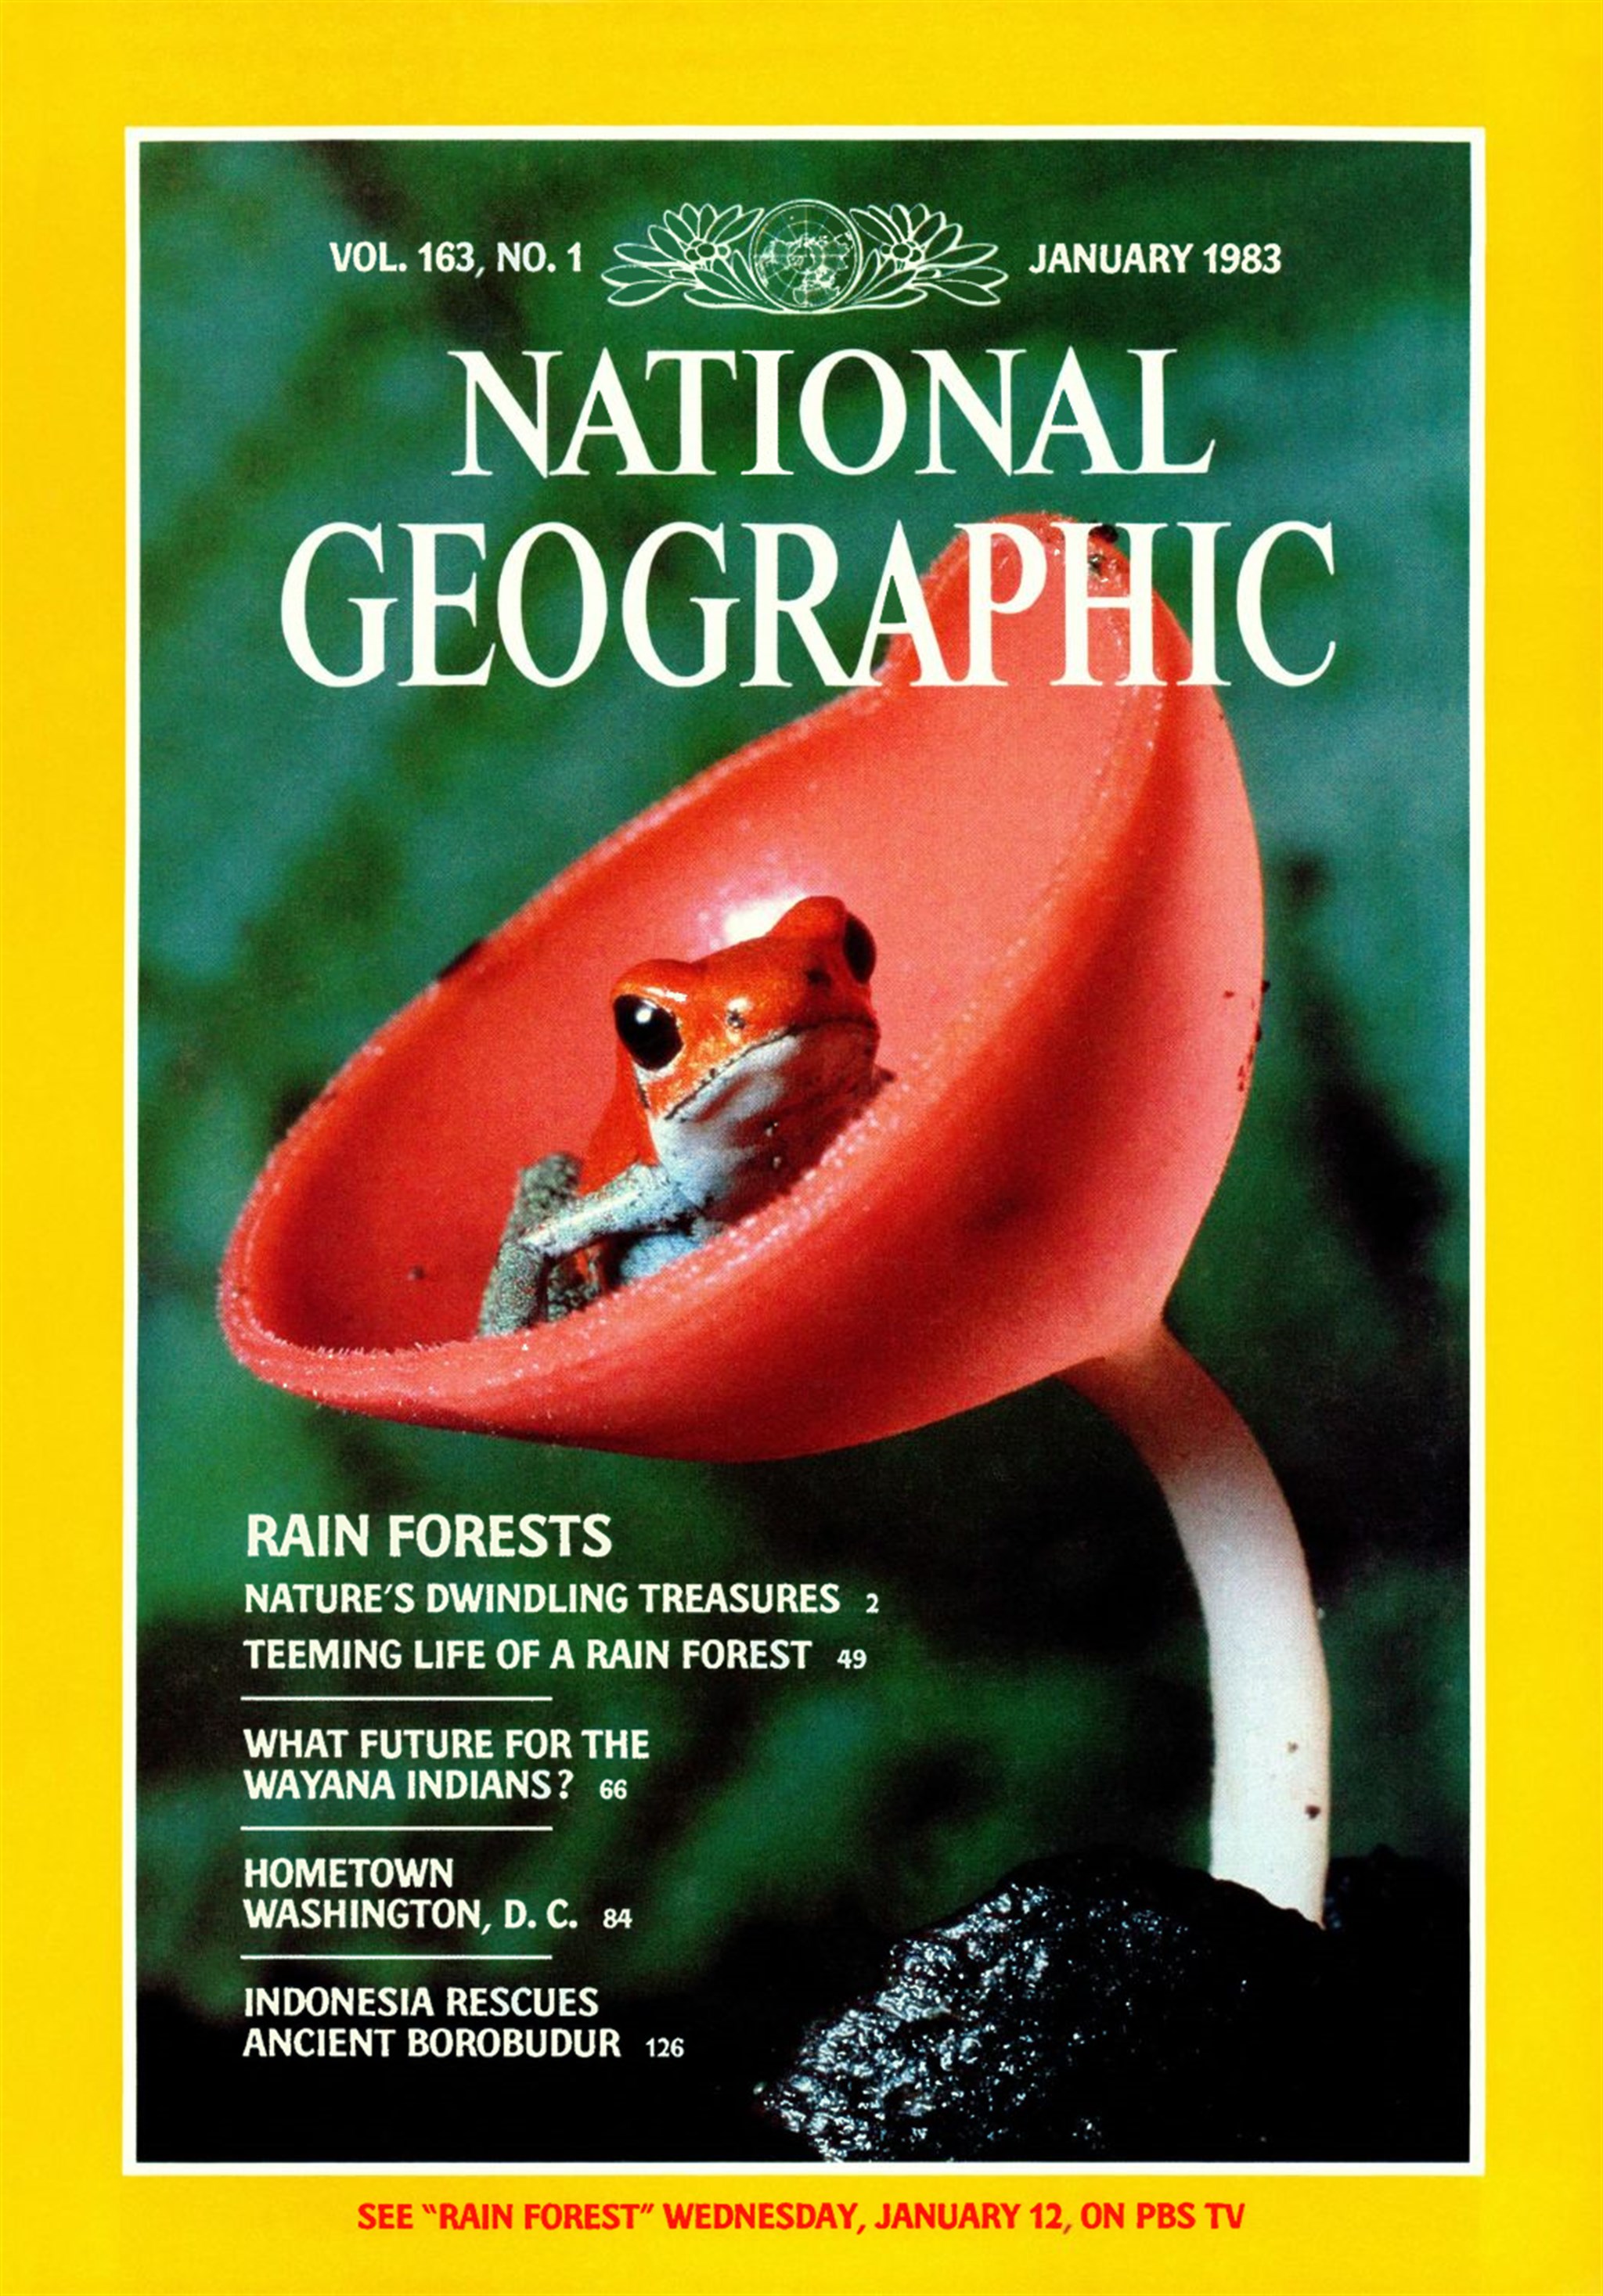 VOL. 163, NO. 1
JANUARY 1983
NATIONAL
GEOGRAPHIC
RAIN FORESTS
NATURE'S DWINDLING TREASURES 2
TEEMING LIFE OF A RAIN FOREST 49
WHAT FUTURE FOR THE
WAYANA INDIANS? 66
HOMETOWN
WASHINGTON, D. C. 84
INDONESIA RESCUES
ANCIENT BOROBUDUR 126
SEE "RAIN FOREST" WEDNESDAY, JANUARY 12, ON PBS TV